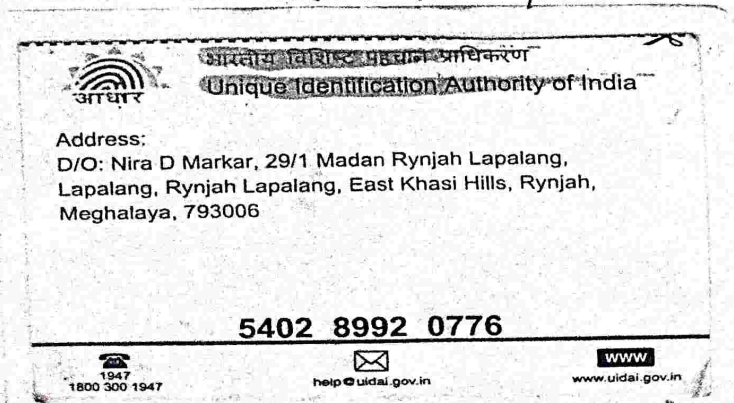 भारतीय विशिष्ट पहचान प्राधिकरण
आधार
Unique Identification Authority of India
Address:
D/O: Nira D Markar, 29/1 Madan Rynjah Lapalang,
Lapalang, Rynjah Lapalang, East Khasi Hills, Rynjah,
Meghalaya, 793006
5402 8992 0776
1947
1800 300 1947
help@uidai.gov.in
WWW
www.uidai.gov.in